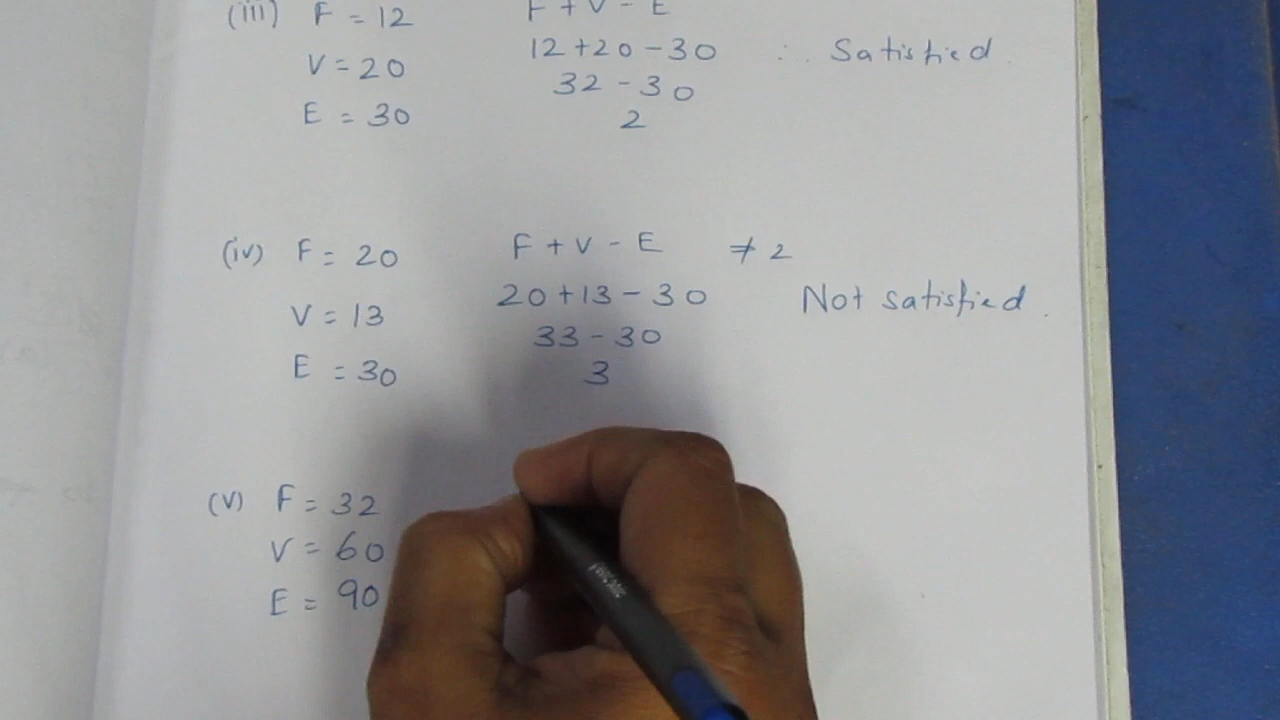 (iii) F = 12 F + V - E
V = 20 12 + 20 - 30 ∴ Satisfied
E = 30 32 - 30
2
(iv) F = 20 F + V - E ≠ 2
V = 13 20 + 13 - 30 Not satisfied.
E = 30 33 - 30
3
(v) F = 32
V = 60
E = 90